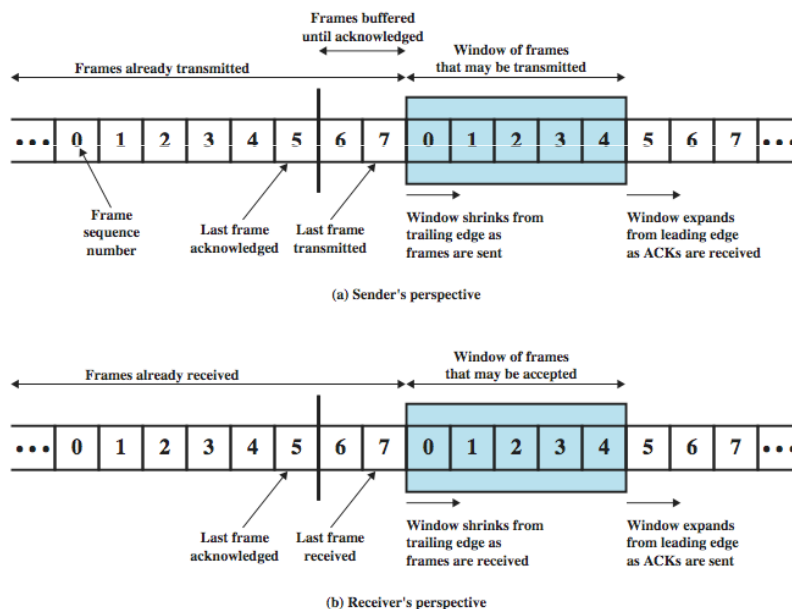 Frames buffered
until acknowledged
Window of frames
that may be transmitted
Frames already transmitted
••• 0 1 2 3 4 5 6 7 0 1 2 3 4 5 6 7 •••
Frame
sequence
number
Last frame
acknowledged
Last frame
transmitted
Window shrinks from
trailing edge as
frames are sent
Window expands
from leading edge
as ACKs are received
(a) Sender's perspective
Window of frames
that may be accepted
Frames already received
••• 0 1 2 3 4 5 6 7 0 1 2 3 4 5 6 7 •••
Last frame
acknowledged
Last frame
received
Window shrinks from
trailing edge as
frames are received
Window expands
from leading edge
as ACKs are sent
(b) Receiver's perspective